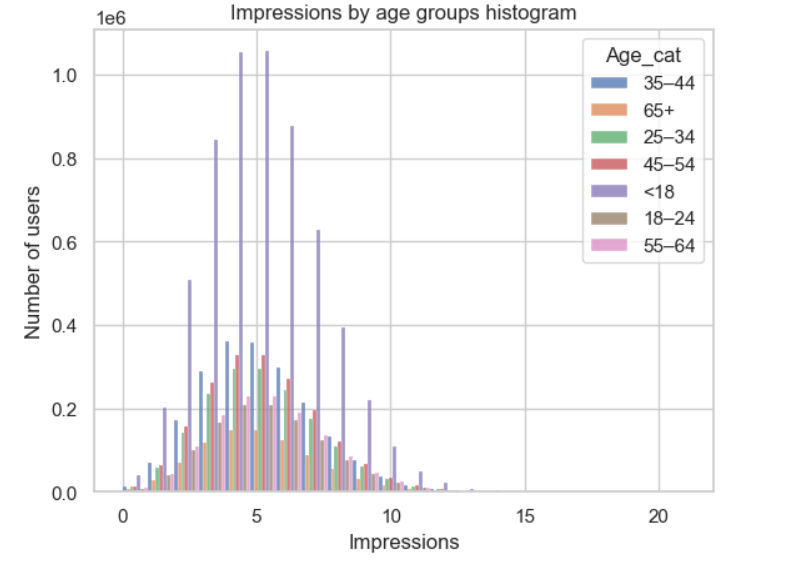 Impressions by age groups histogram
1e6
Age_cat
35–44
65+
25–34
45–54
<18
18–24
55–64
1.0
0.8
0.6
0.4
0.2
0.0
Number of users
0 5 10 15 20
Impressions